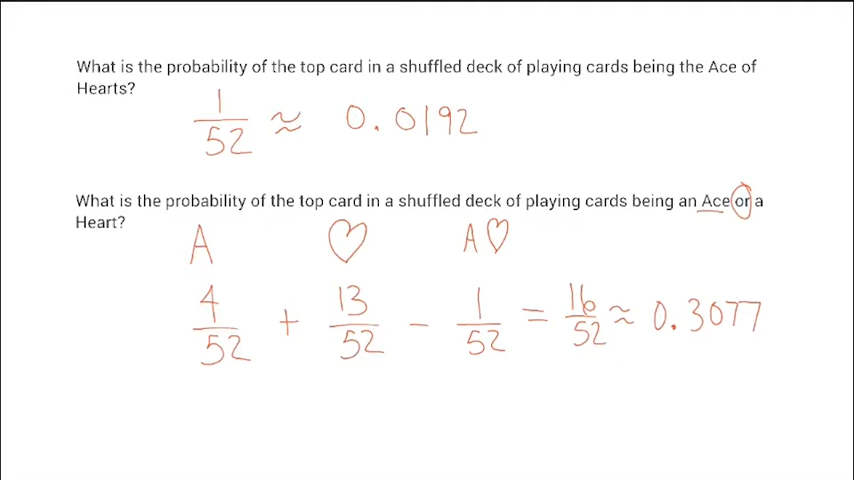 What is the probability of the top card in a shuffled deck of playing cards being the Ace of
Hearts?
1/52 ≈ 0.0192
What is the probability of the top card in a shuffled deck of playing cards being an Ace or a
Heart?
A ♡ A♡
4/52 + 13/52 - 1/52 = 16/52 ≈ 0.3077